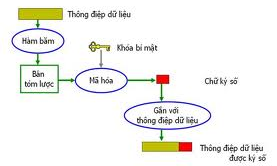 Thông điệp dữ liệu
Hàm băm
Khóa bí mật
Bản
tóm lược
Mã hóa
Chữ ký số
Gắn với
thông điệp dữ liệu
Thông điệp dữ liệu
được ký số